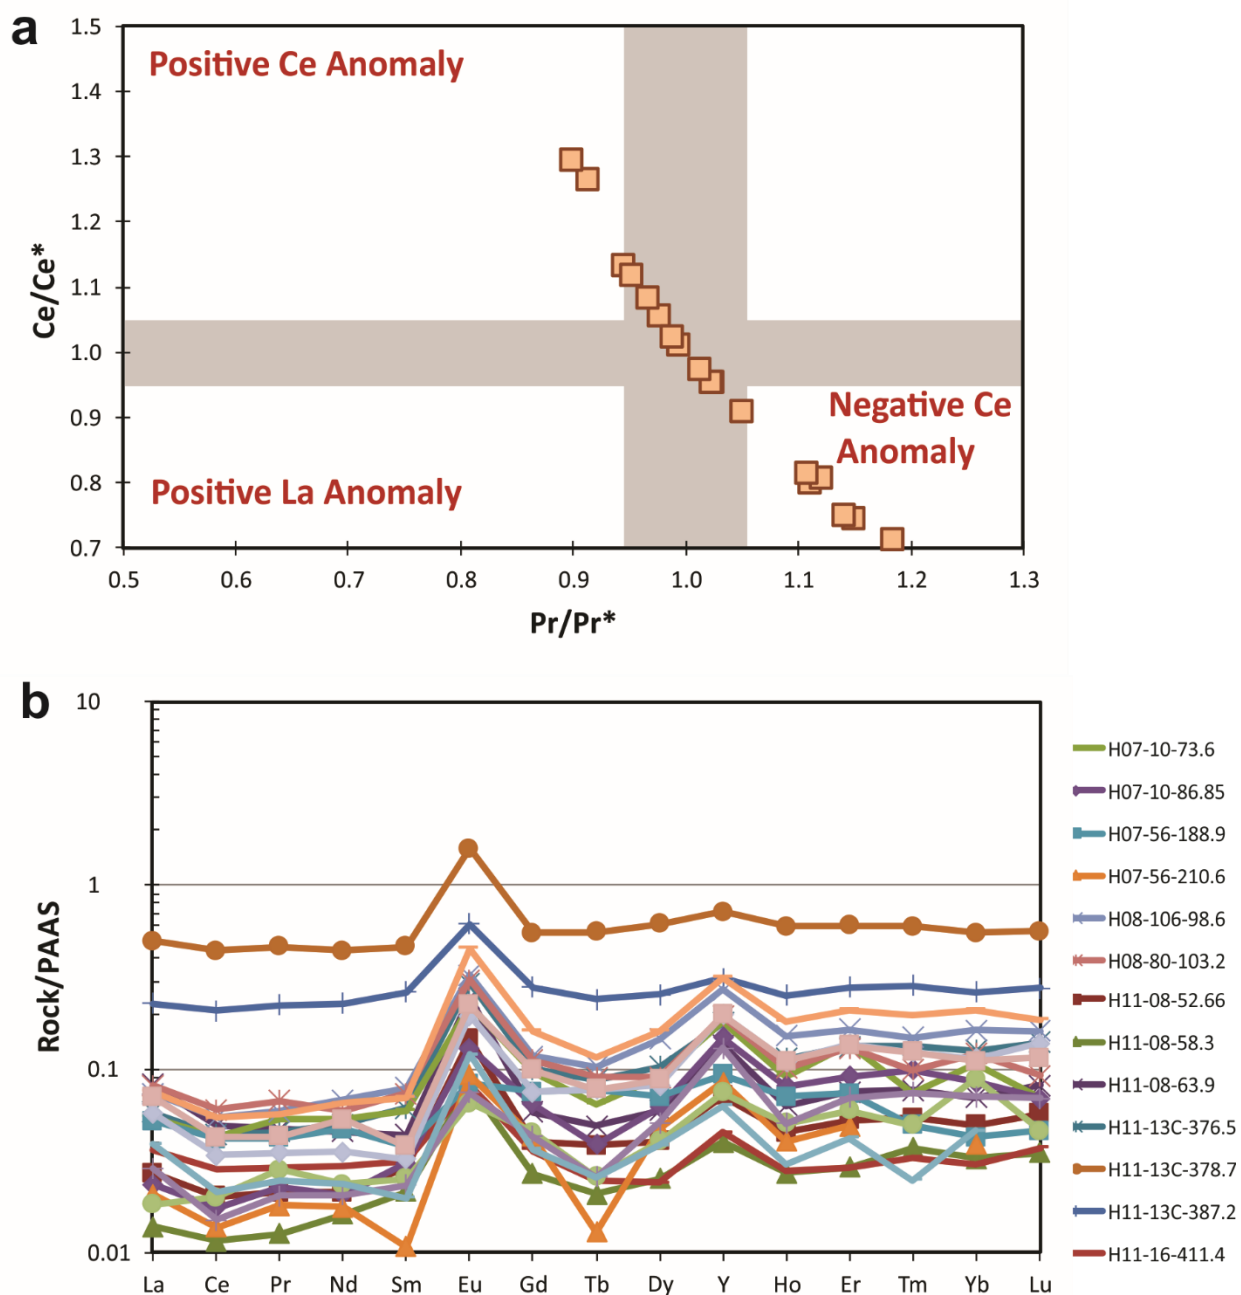 a
1.5
1.4
1.3
1.2
1.1
1.0
0.9
0.8
0.7
Ce/Ce*
Positive Ce Anomaly
Negative Ce
Anomaly
Positive La Anomaly
0.5 0.6 0.7 0.8 0.9 1.0 1.1 1.2 1.3
Pr/Pr*
b
10
1
0.1
0.01
Rock/PAAS
La Ce Pr Nd Sm Eu Gd Tb Dy Y Ho Er Tm Yb Lu
H07-10-73.6
H07-10-86.85
H07-56-188.9
H07-56-210.6
H08-106-98.6
H08-80-103.2
H11-08-52.66
H11-08-58.3
H11-08-63.9
H11-13C-376.5
H11-13C-378.7
H11-13C-387.2
H11-16-411.4